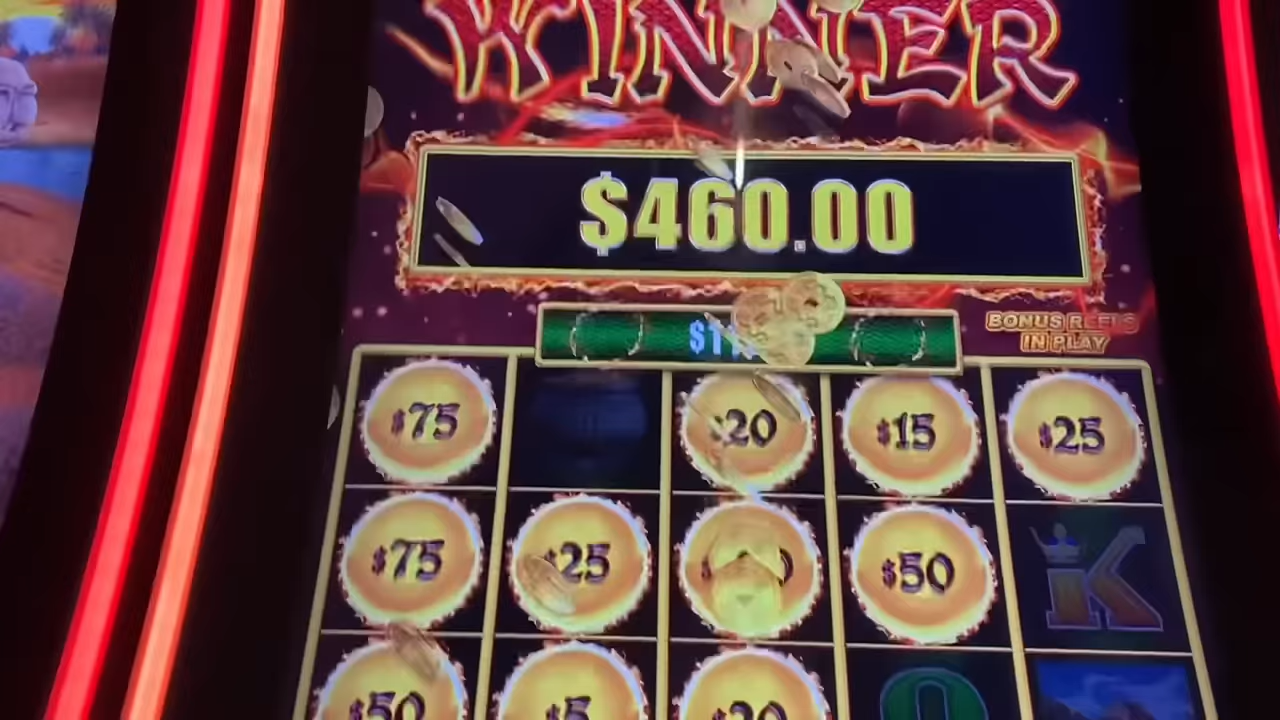 WINNER
$460.00
BONUS REELS
IN PLAY
$75
$20
$15
$25
$75
$25
$50
K
$50
$5
$20